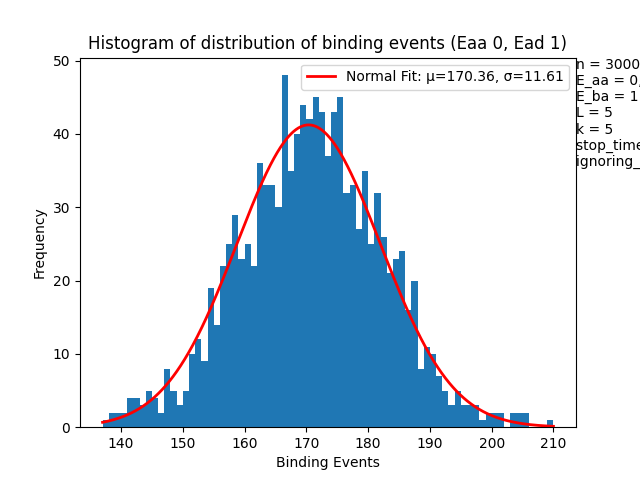 Histogram of distribution of binding events (Eaa 0, Ead 1)
Normal Fit: μ=170.36, σ=11.61
n = 3000
E_aa = 0,
E_ba = 1
L = 5
k = 5
stop_time
ignoring_
Frequency
50
40
30
20
10
0
140 150 160 170 180 190 200 210
Binding Events